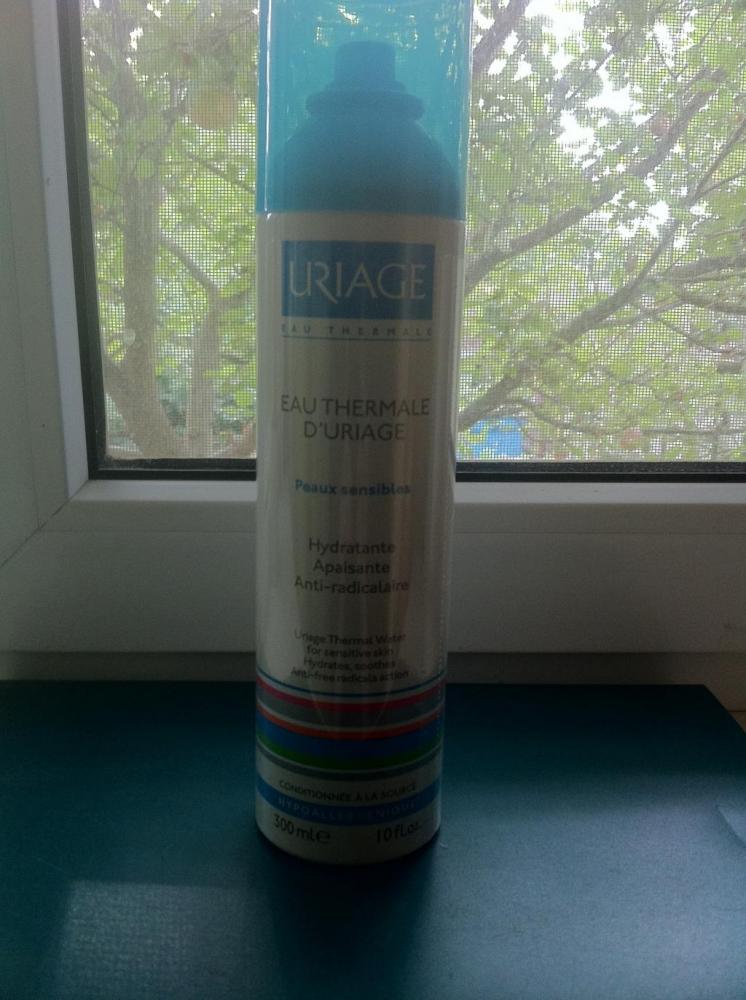 URIAGE
EAU THERMALE
EAU THERMALE
D'URIAGE
Peaux sensibles
Hydratante
Apaisante
Anti-radicalaire
Uriage Thermal Water
for sensitive skin
Hydrates, soothes
Anti-free radicals action
CONDITIONNÉE À LA SOURCE
HYPOALLERGÉNIQUE
300 ml e 10 fl.oz.